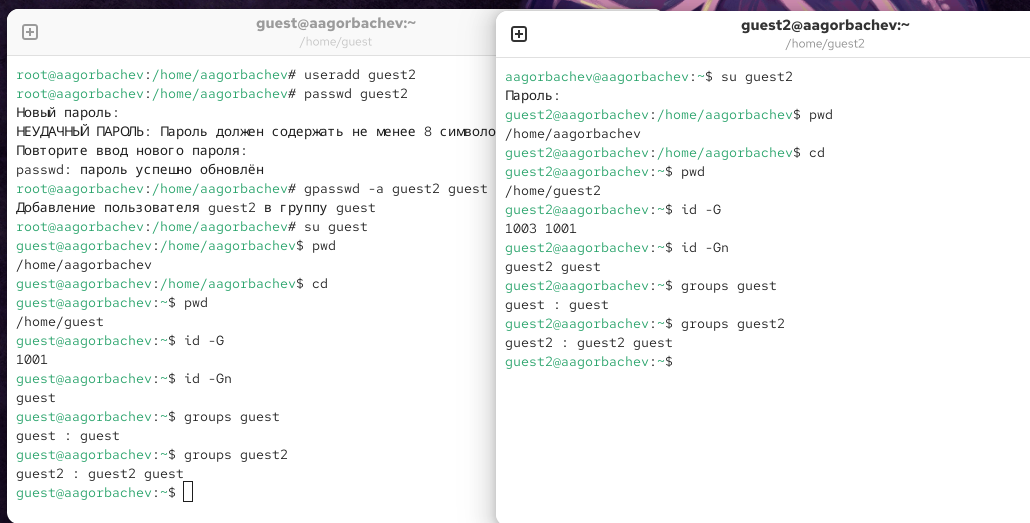 guest@aagorbachev:~
/home/guest
root@aagorbachev:/home/aagorbachev# useradd guest2
root@aagorbachev:/home/aagorbachev# passwd guest2
Новый пароль:
НЕУДАЧНЫЙ ПАРОЛЬ: Пароль должен содержать не менее 8 символо
Повторите ввод нового пароля:
passwd: пароль успешно обновлён
root@aagorbachev:/home/aagorbachev# gpasswd -a guest2 guest
Добавление пользователя guest2 в группу guest
root@aagorbachev:/home/aagorbachev# su guest
guest@aagorbachev:/home/aagorbachev$ pwd
/home/aagorbachev
guest@aagorbachev:/home/aagorbachev$ cd
guest@aagorbachev:~$ pwd
/home/guest
guest@aagorbachev:~$ id -G
1001
guest@aagorbachev:~$ id -Gn
guest
guest@aagorbachev:~$ groups guest
guest : guest
guest@aagorbachev:~$ groups guest2
guest2 : guest2 guest
guest@aagorbachev:~$
guest2@aagorbachev:~
/home/guest2
aagorbachev@aagorbachev:~$ su guest2
Пароль:
guest2@aagorbachev:/home/aagorbachev$ pwd
/home/aagorbachev
guest2@aagorbachev:/home/aagorbachev$ cd
guest2@aagorbachev:~$ pwd
/home/guest2
guest2@aagorbachev:~$ id -G
1003 1001
guest2@aagorbachev:~$ id -Gn
guest2 guest
guest2@aagorbachev:~$ groups guest
guest : guest
guest2@aagorbachev:~$ groups guest2
guest2 : guest2 guest
guest2@aagorbachev:~$